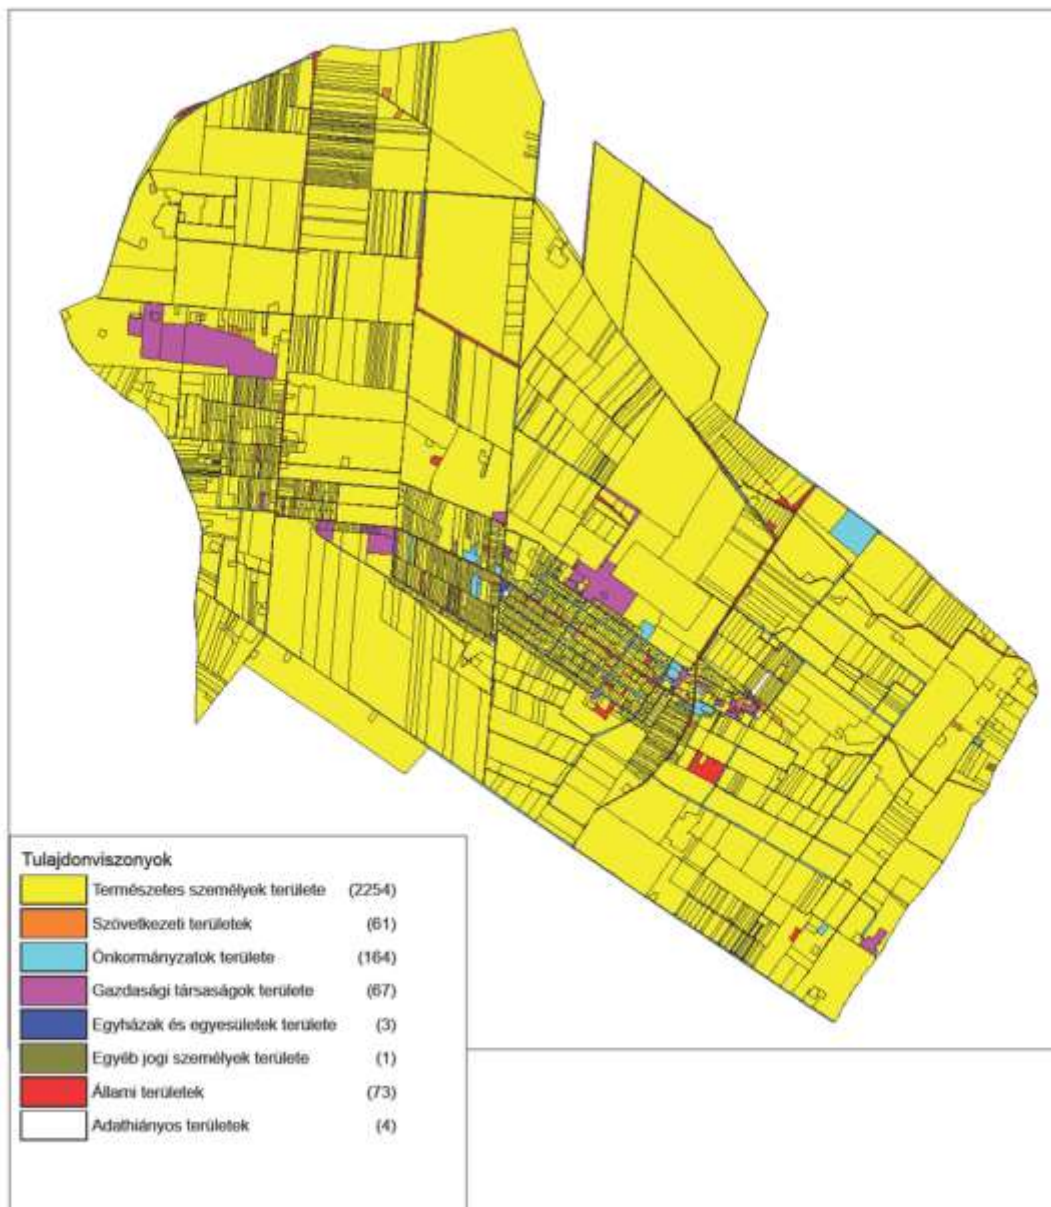 Tulajdonviszonyok
Természetes személyek területe (2254)
Szövetkezeti területek (61)
Önkormányzatok területe (164)
Gazdasági társaságok területe (67)
Egyházak és egyesületek területe (3)
Egyéb jogi személyek területe (1)
Állami területek (73)
Adathiányos területek (4)